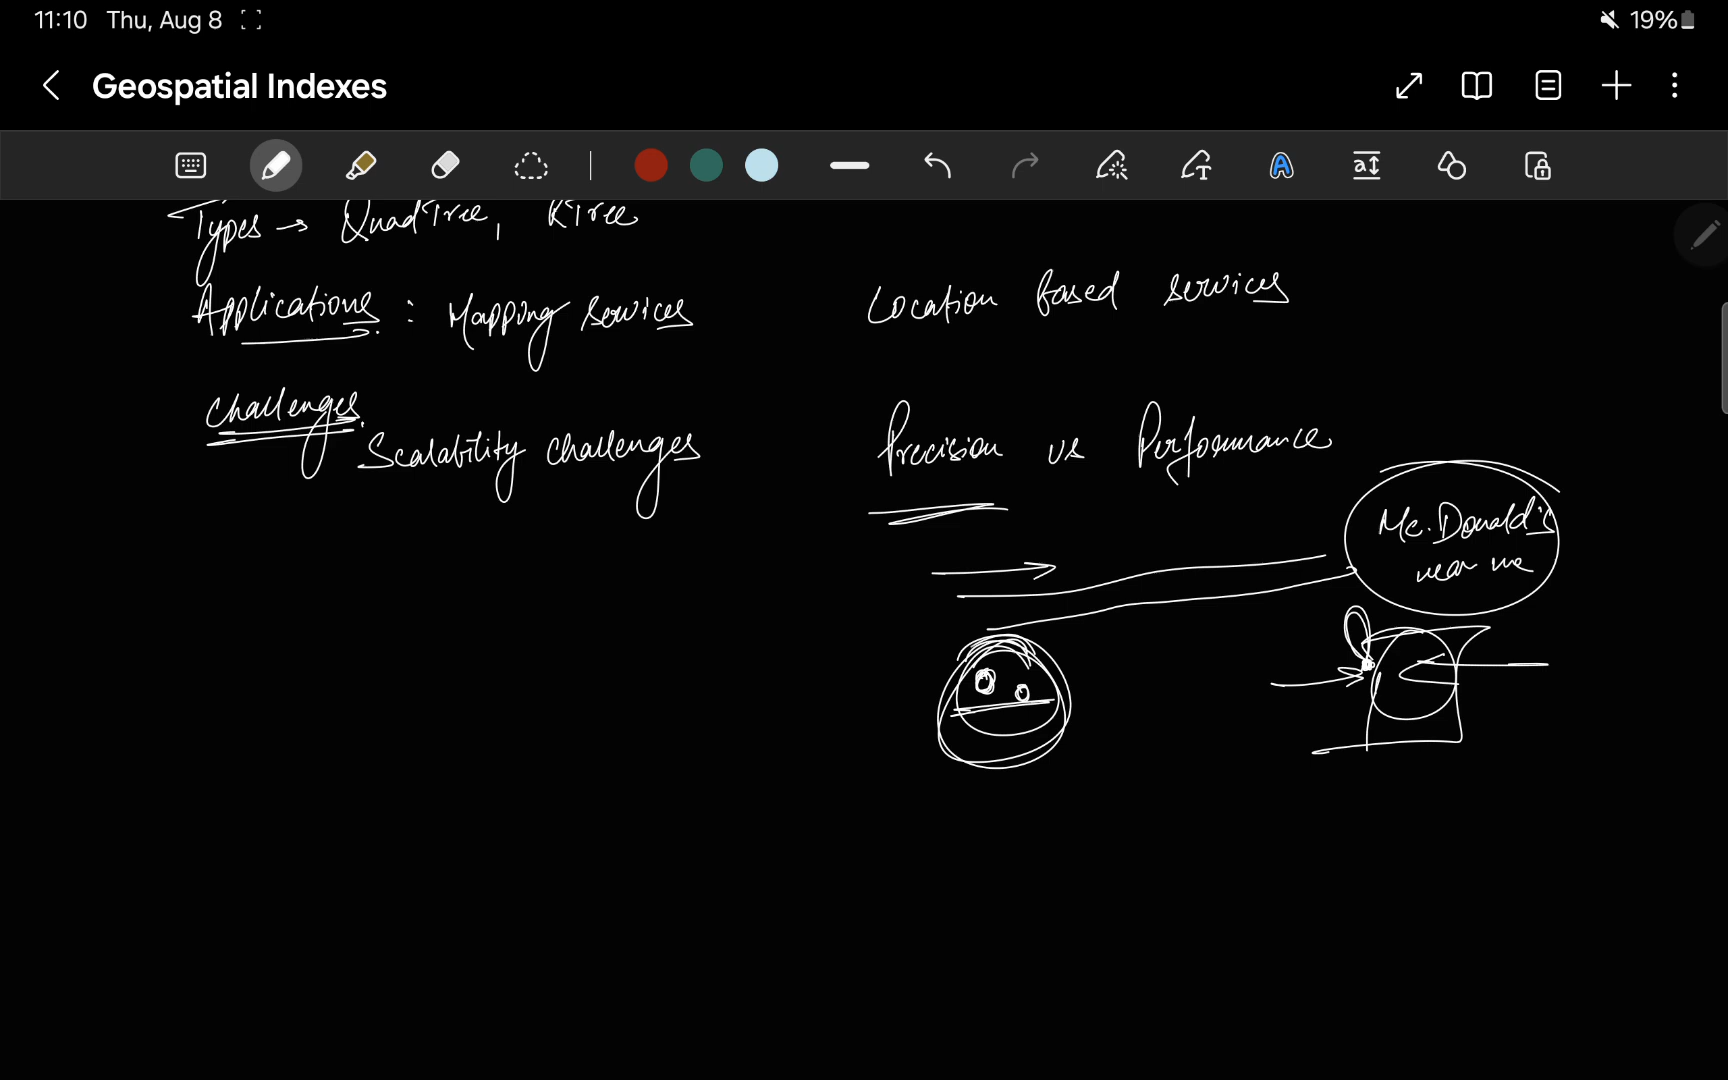 11:10 Thu, Aug 8 19%
Geospatial Indexes
Types → QuadTree, RTree
Applications : Mapping Services Location based services
Challenges
Scalability challenges Precision vs Performance
Mc.Donald's
near me